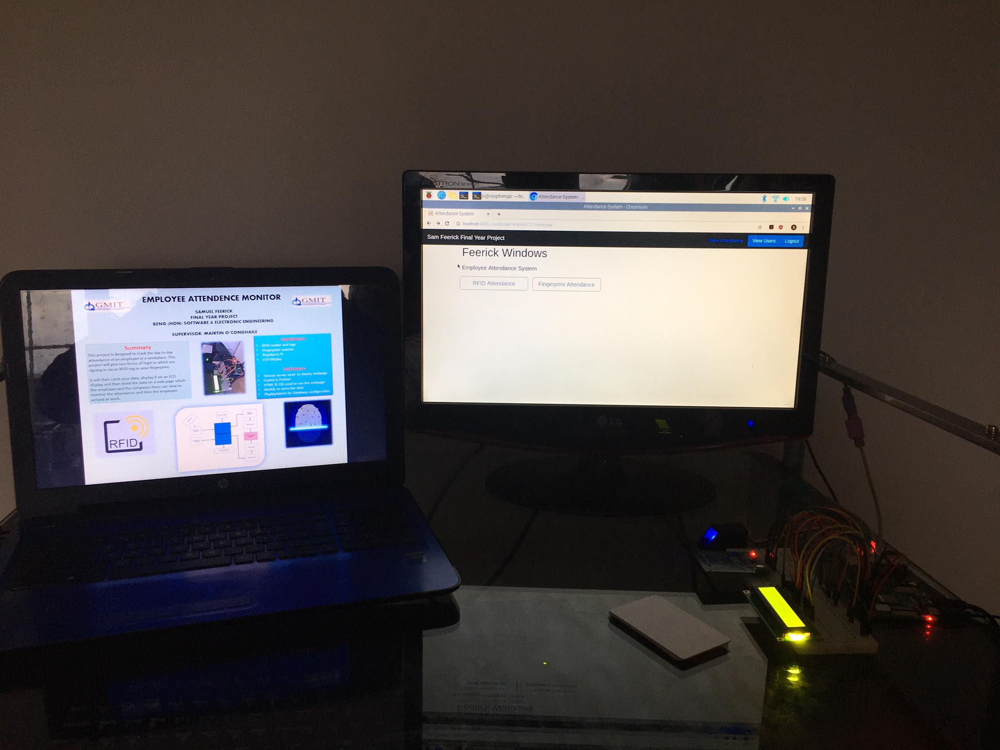 GMIT
EMPLOYEE ATTENDENCE MONITOR
GMIT
SAMUEL FEERICK
FINAL YEAR PROJECT
BENG (HON) SOFTWARE & ELECTRONIC ENGINEERING
SUPERVISOR: MAIRTIN O'CONGHAILE
Summary
This project is designed to track the day to day
attendance of an employee in a workplace. This
project will give two forms of login in which are
signing in via an RFID tag or your fingerprint.
It will then catch your data, display it on an LCD
display and then store the data on a web page which
the employee and the company's boss can view to
monitor the attendance and time the employee
arrived at work.
Hardware
RFID reader and tags
Fingerprint scanner
Raspberry Pi
LCD Display
Software
Tomcat server used to deploy webpage
Coded in Python
HTML & CSS used to run the webpage
MySQL to store the data
PhpMyAdmin for Database configuration
RFID
hp
FLATRON
pi@raspberrypi: ~/to...
Attendance System - ...
19:56
Attendance System - Chromium
Attendance System
localhost:8080/JavaBridgeTemplate721/home.php
Sam Feerick Final Year Project
View Attendance
View Users
Logout
Feerick Windows
Employee Attendance System
RFID Attendance
Fingerprint Attendance
LG